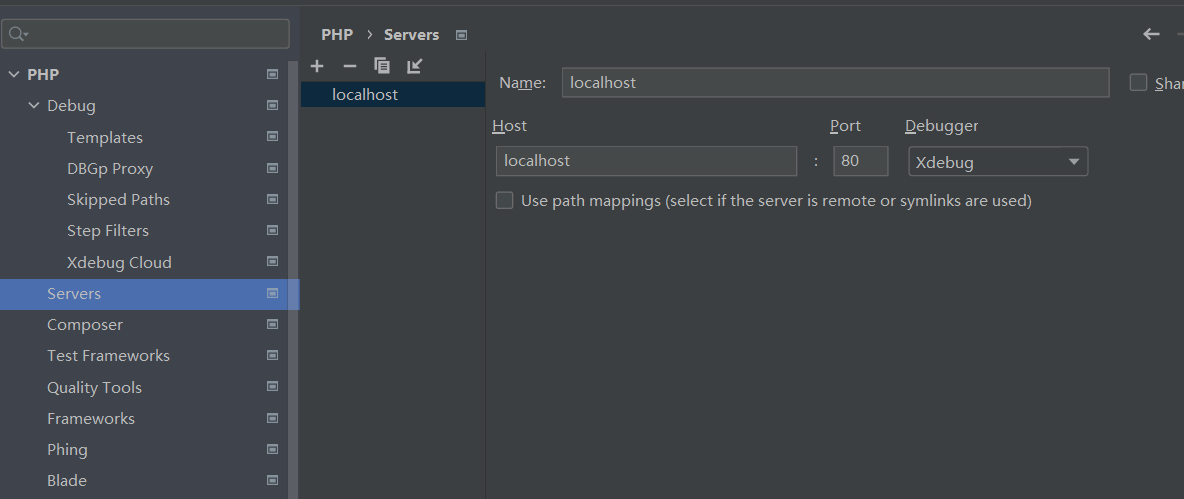 PHP › Servers
PHP
Debug
Templates
DBGp Proxy
Skipped Paths
Step Filters
Xdebug Cloud
Servers
Composer
Test Frameworks
Quality Tools
Frameworks
Phing
Blade
localhost
Name: localhost Shar
Host Port Debugger
localhost : 80 Xdebug
Use path mappings (select if the server is remote or symlinks are used)